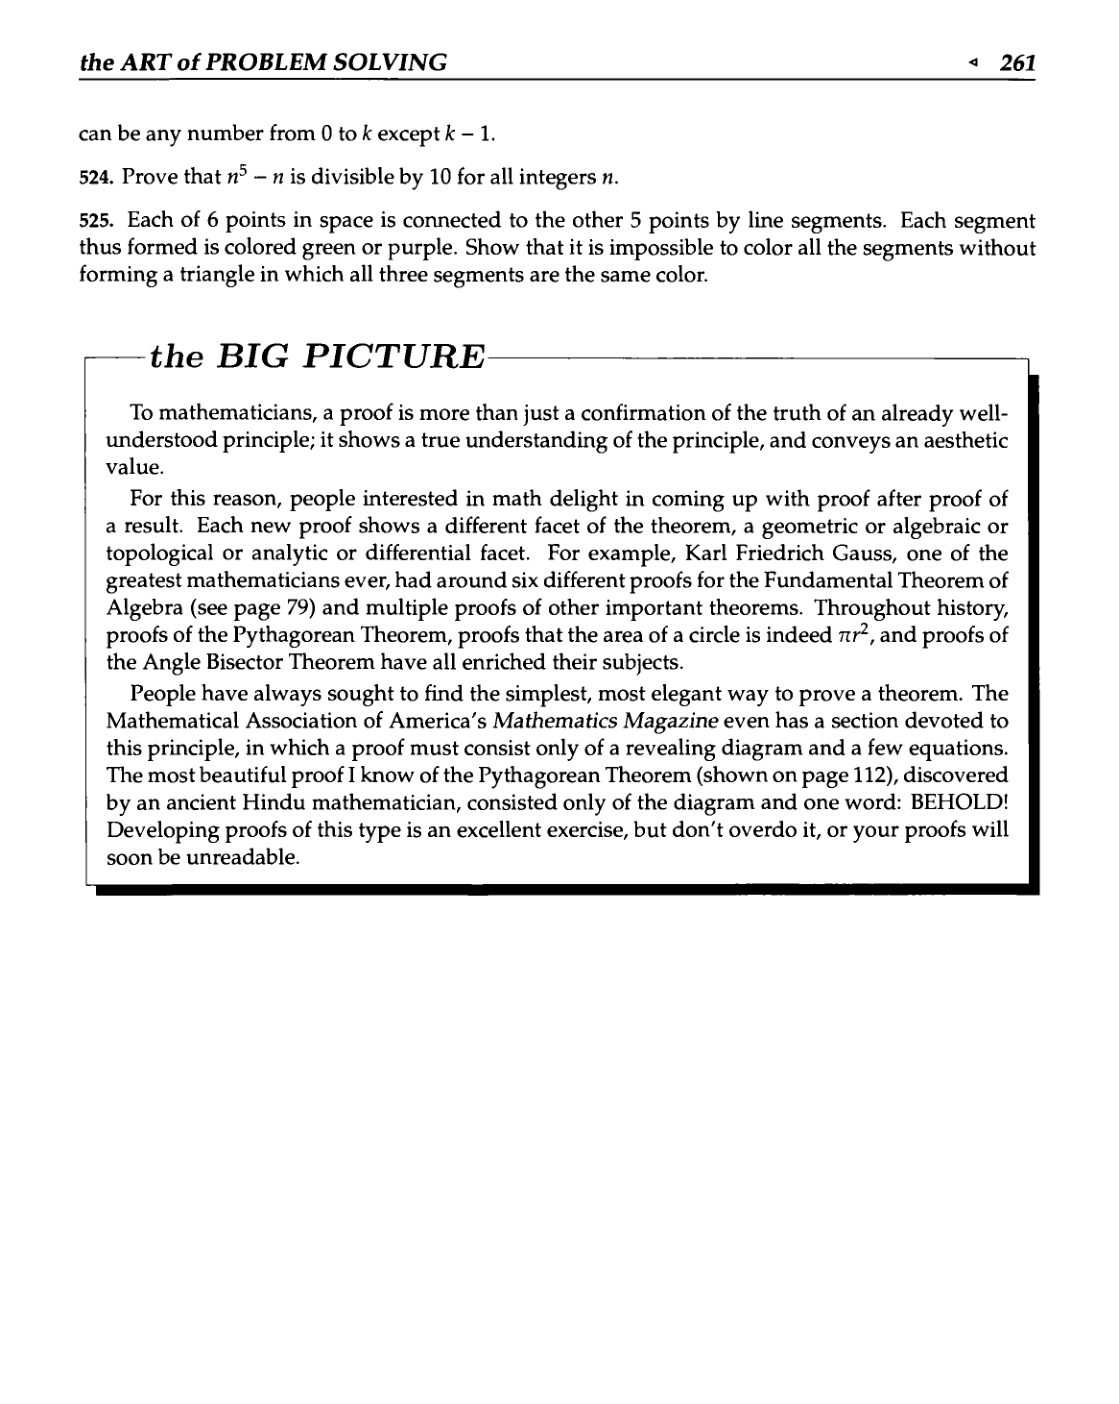 the ART of PROBLEM SOLVING ◃ 261
can be any number from 0 to k except k − 1.
524. Prove that n⁵ − n is divisible by 10 for all integers n.
525. Each of 6 points in space is connected to the other 5 points by line segments. Each segment
thus formed is colored green or purple. Show that it is impossible to color all the segments without
forming a triangle in which all three segments are the same color.
the BIG PICTURE
To mathematicians, a proof is more than just a confirmation of the truth of an already well-
understood principle; it shows a true understanding of the principle, and conveys an aesthetic
value.
For this reason, people interested in math delight in coming up with proof after proof of
a result. Each new proof shows a different facet of the theorem, a geometric or algebraic or
topological or analytic or differential facet. For example, Karl Friedrich Gauss, one of the
greatest mathematicians ever, had around six different proofs for the Fundamental Theorem of
Algebra (see page 79) and multiple proofs of other important theorems. Throughout history,
proofs of the Pythagorean Theorem, proofs that the area of a circle is indeed πr², and proofs of
the Angle Bisector Theorem have all enriched their subjects.
People have always sought to find the simplest, most elegant way to prove a theorem. The
Mathematical Association of America's Mathematics Magazine even has a section devoted to
this principle, in which a proof must consist only of a revealing diagram and a few equations.
The most beautiful proof I know of the Pythagorean Theorem (shown on page 112), discovered
by an ancient Hindu mathematician, consisted only of the diagram and one word: BEHOLD!
Developing proofs of this type is an excellent exercise, but don't overdo it, or your proofs will
soon be unreadable.